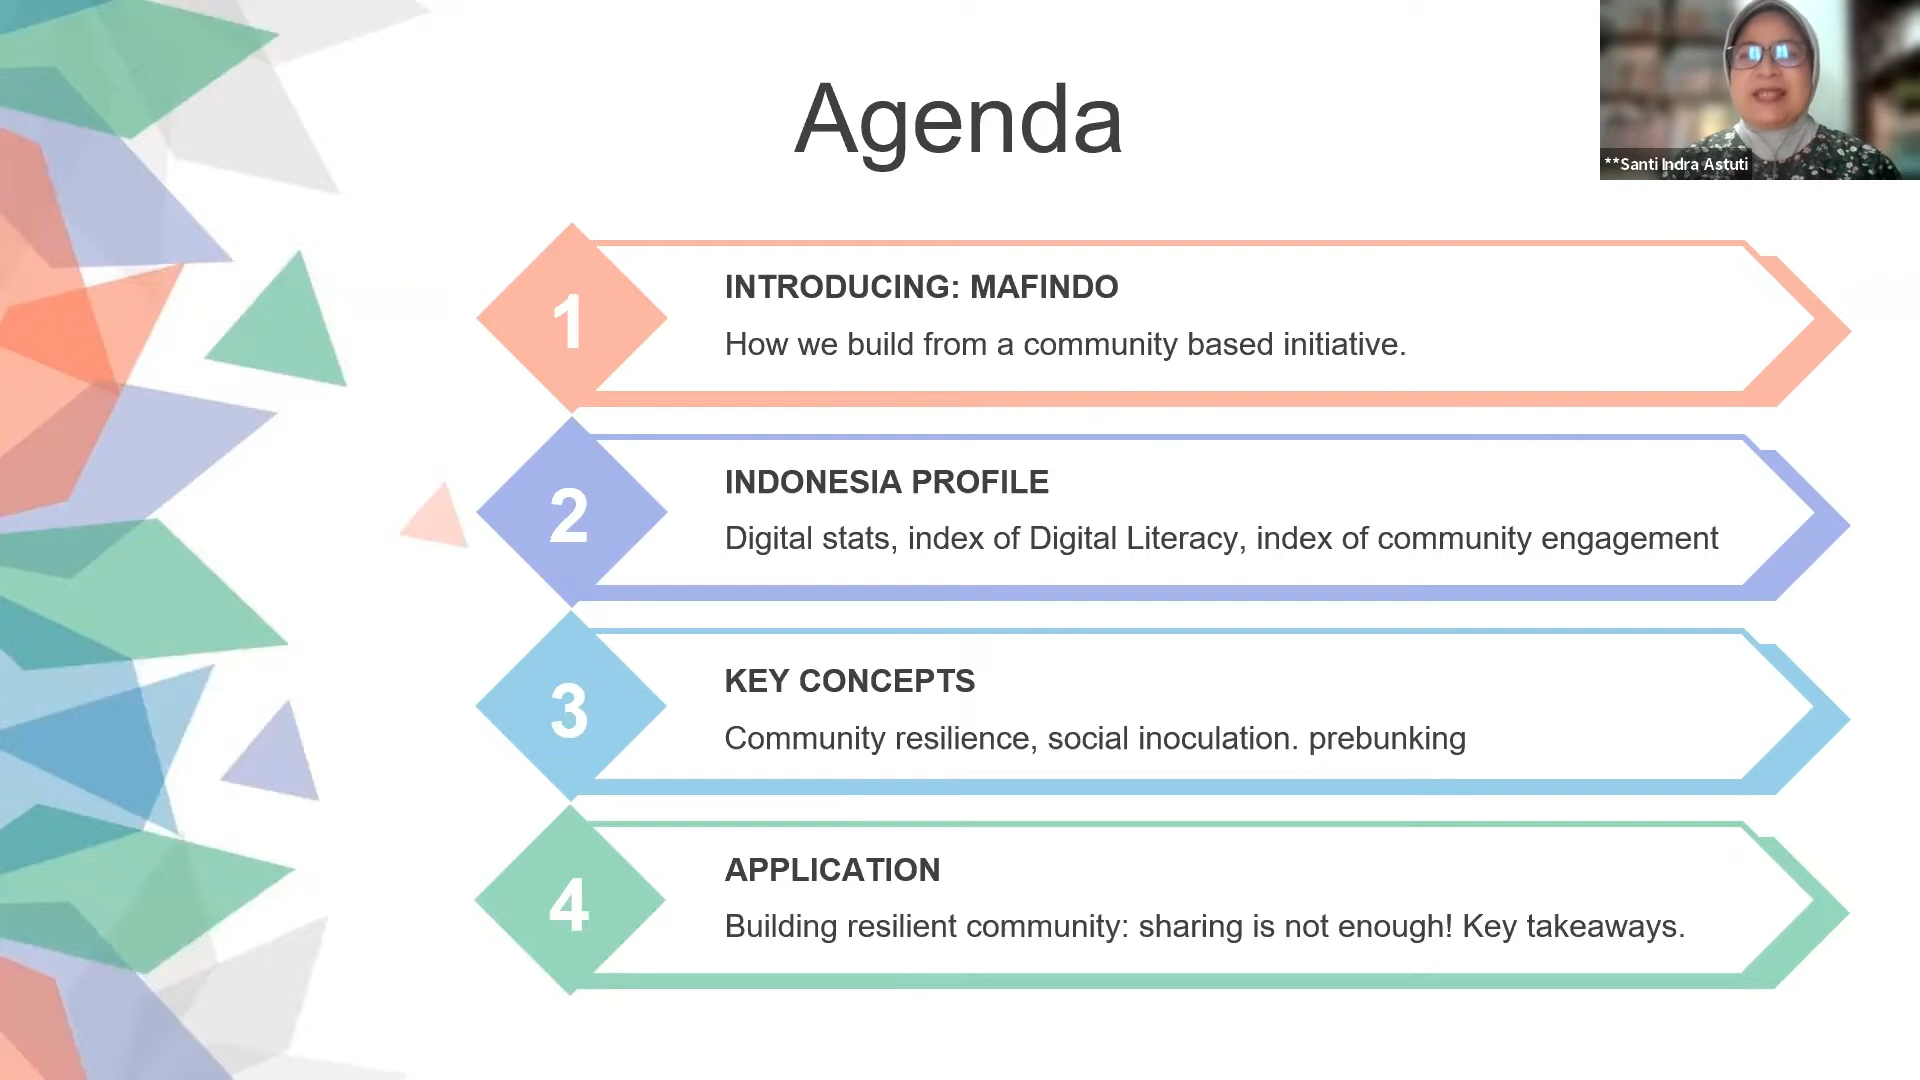 Agenda
**Santi Indra Astuti
1
INTRODUCING: MAFINDO
How we build from a community based initiative.
2
INDONESIA PROFILE
Digital stats, index of Digital Literacy, index of community engagement
3
KEY CONCEPTS
Community resilience, social inoculation. prebunking
4
APPLICATION
Building resilient community: sharing is not enough! Key takeaways.